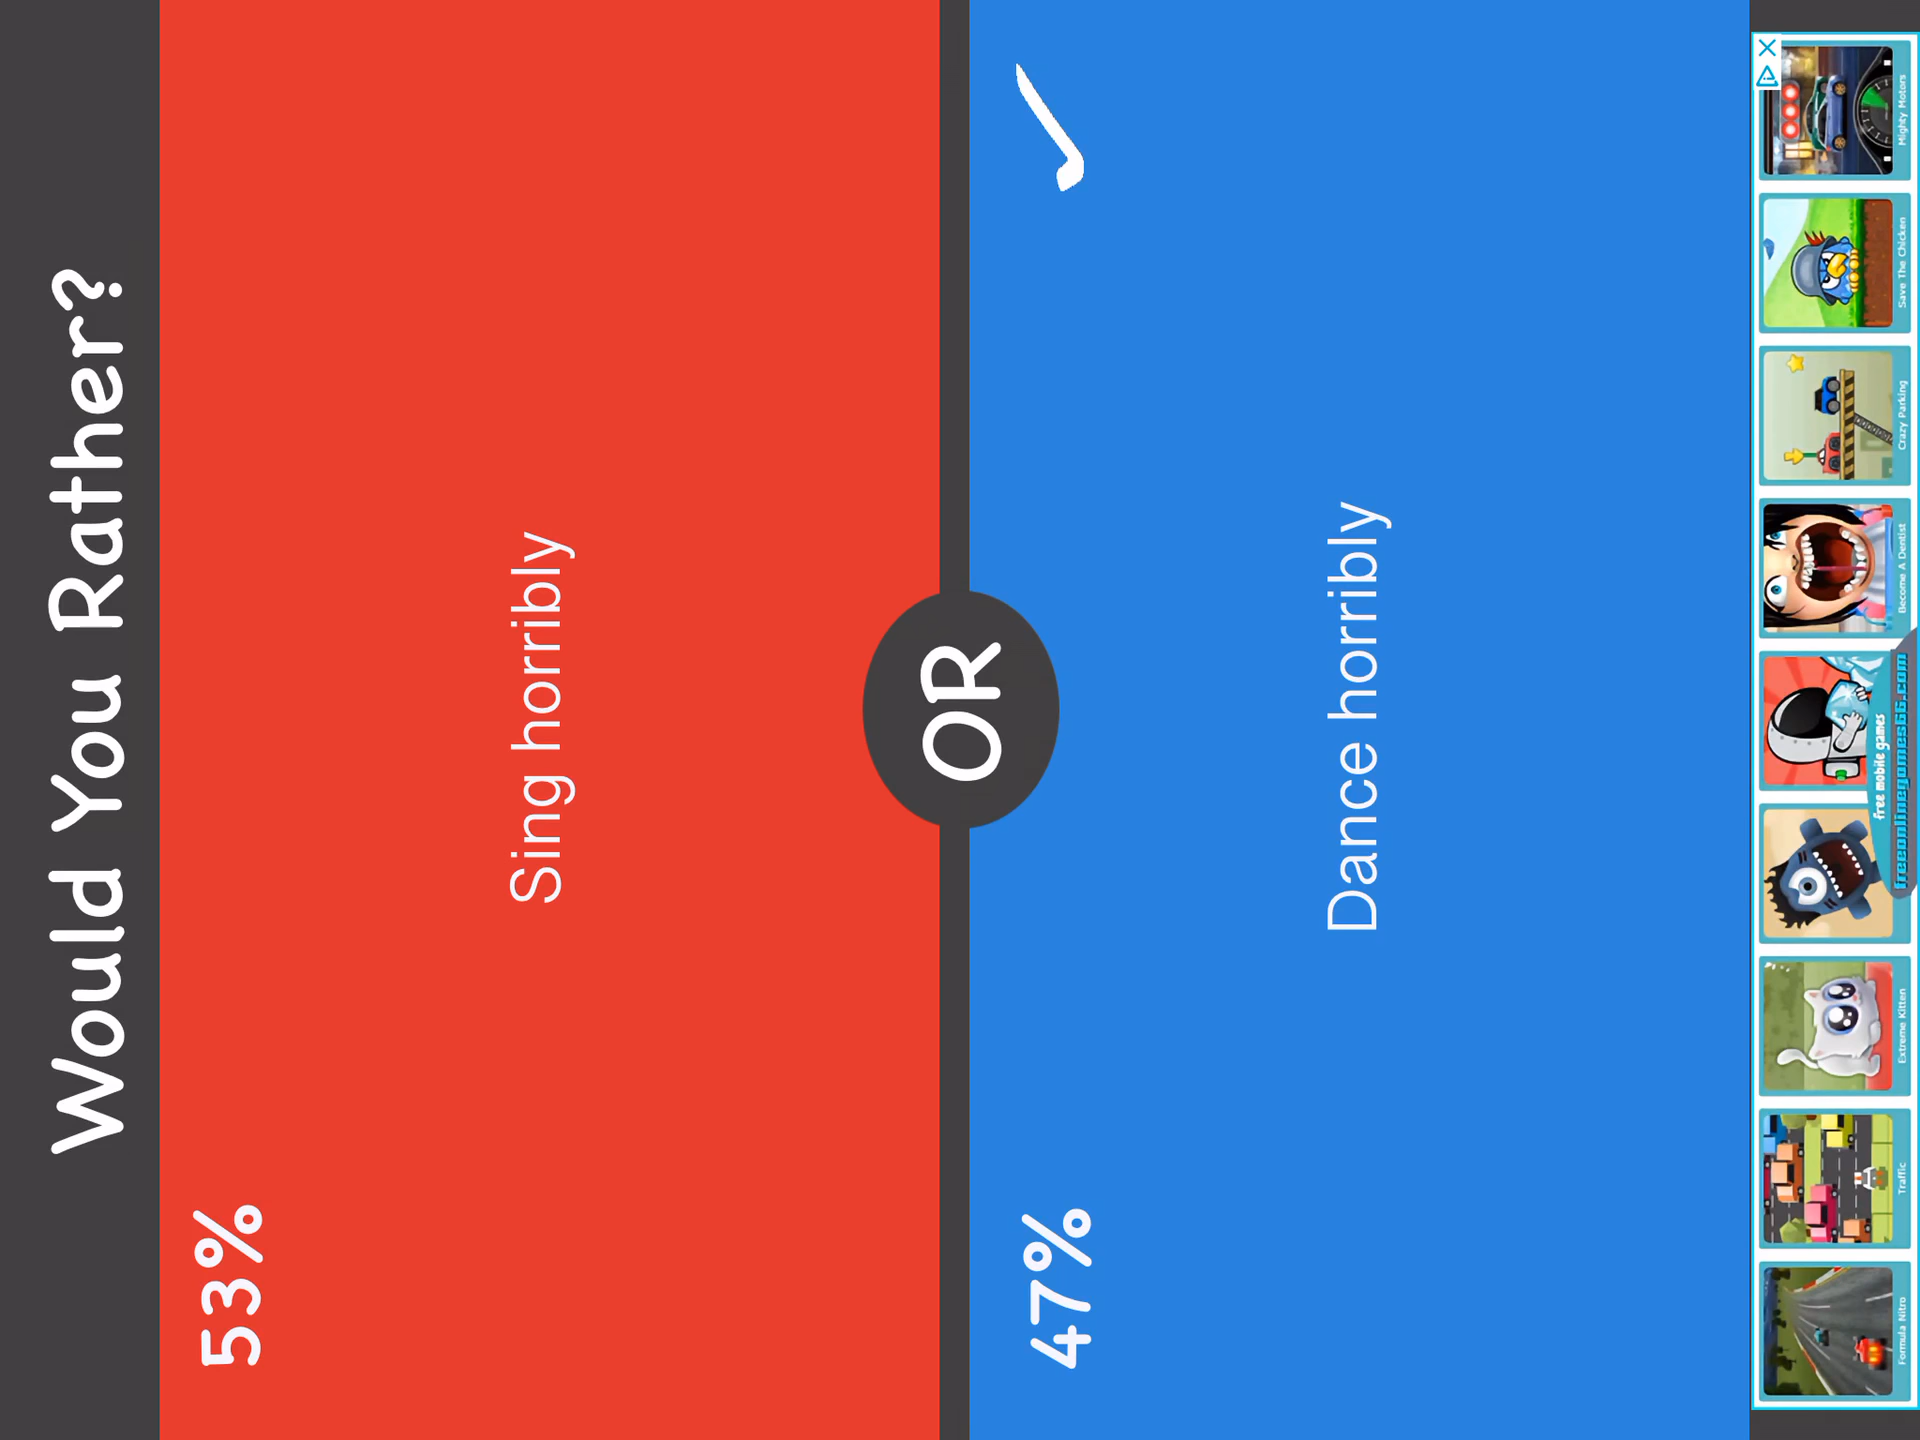 Would You Rather?
53%
Sing horribly
OR
47%
Dance horribly
Formula Nitro
Traffic
Extreme Kitten
free mobile games
freeonlinegames66.com
Become A Dentist
Crazy Parking
Save The Chicken
Mighty Motors